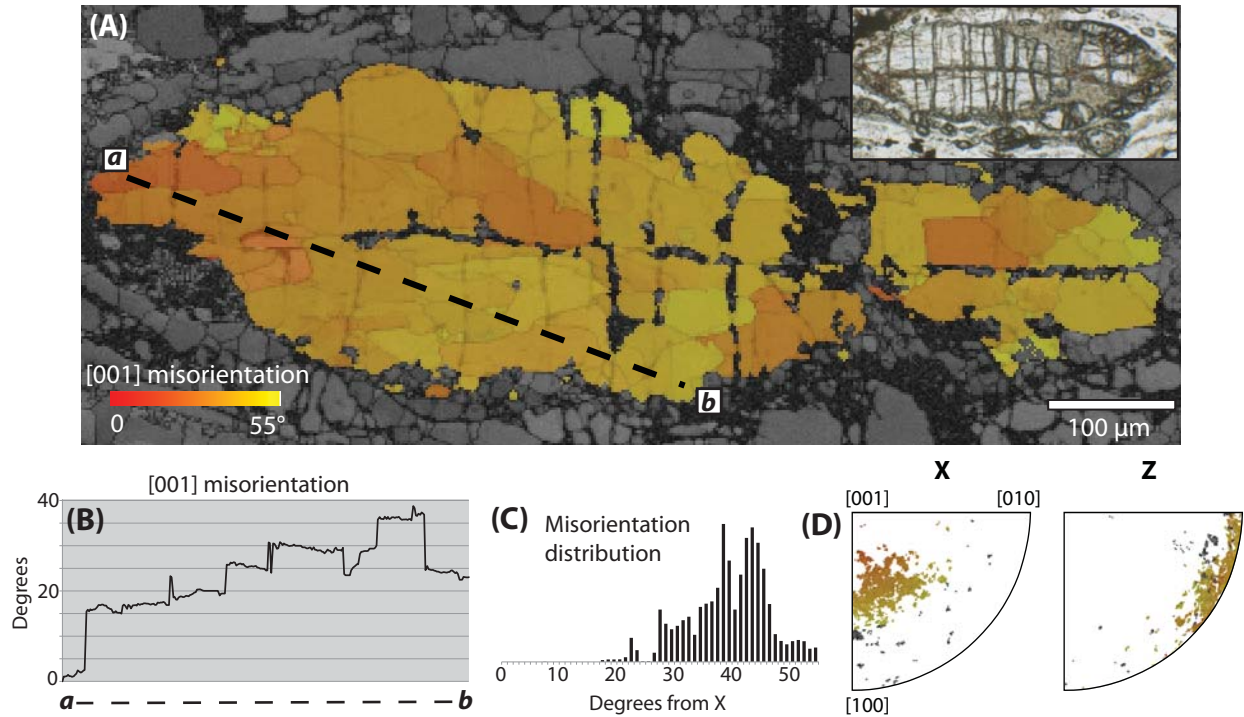 (A)
a
b
[001] misorientation
0
55°
100 µm
[001] misorientation
(B)
40
20
0
Degrees
a
b
(C)
Misorientation
distribution
0
10
20
30
40
50
Degrees from X
(D)
X
Z
[001]
[010]
[100]